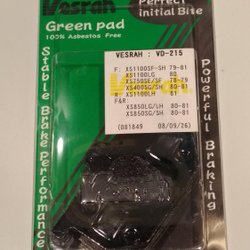 Vesrah
Perfect
Initial Bite
Green pad
100% Asbestos Free
VESRAH : VD-215
F: XS1100SF-SH 79-81
XS1100LG 80
XS750SE/SF 78-79
XS400SG/SH 80-81
R: XS1100LH 81
F&R:
XS850LG/LH 80-81
XS850SG/SH 80-81
(001849 08/09/26)
Stable Brake Performance
Powerful Braking